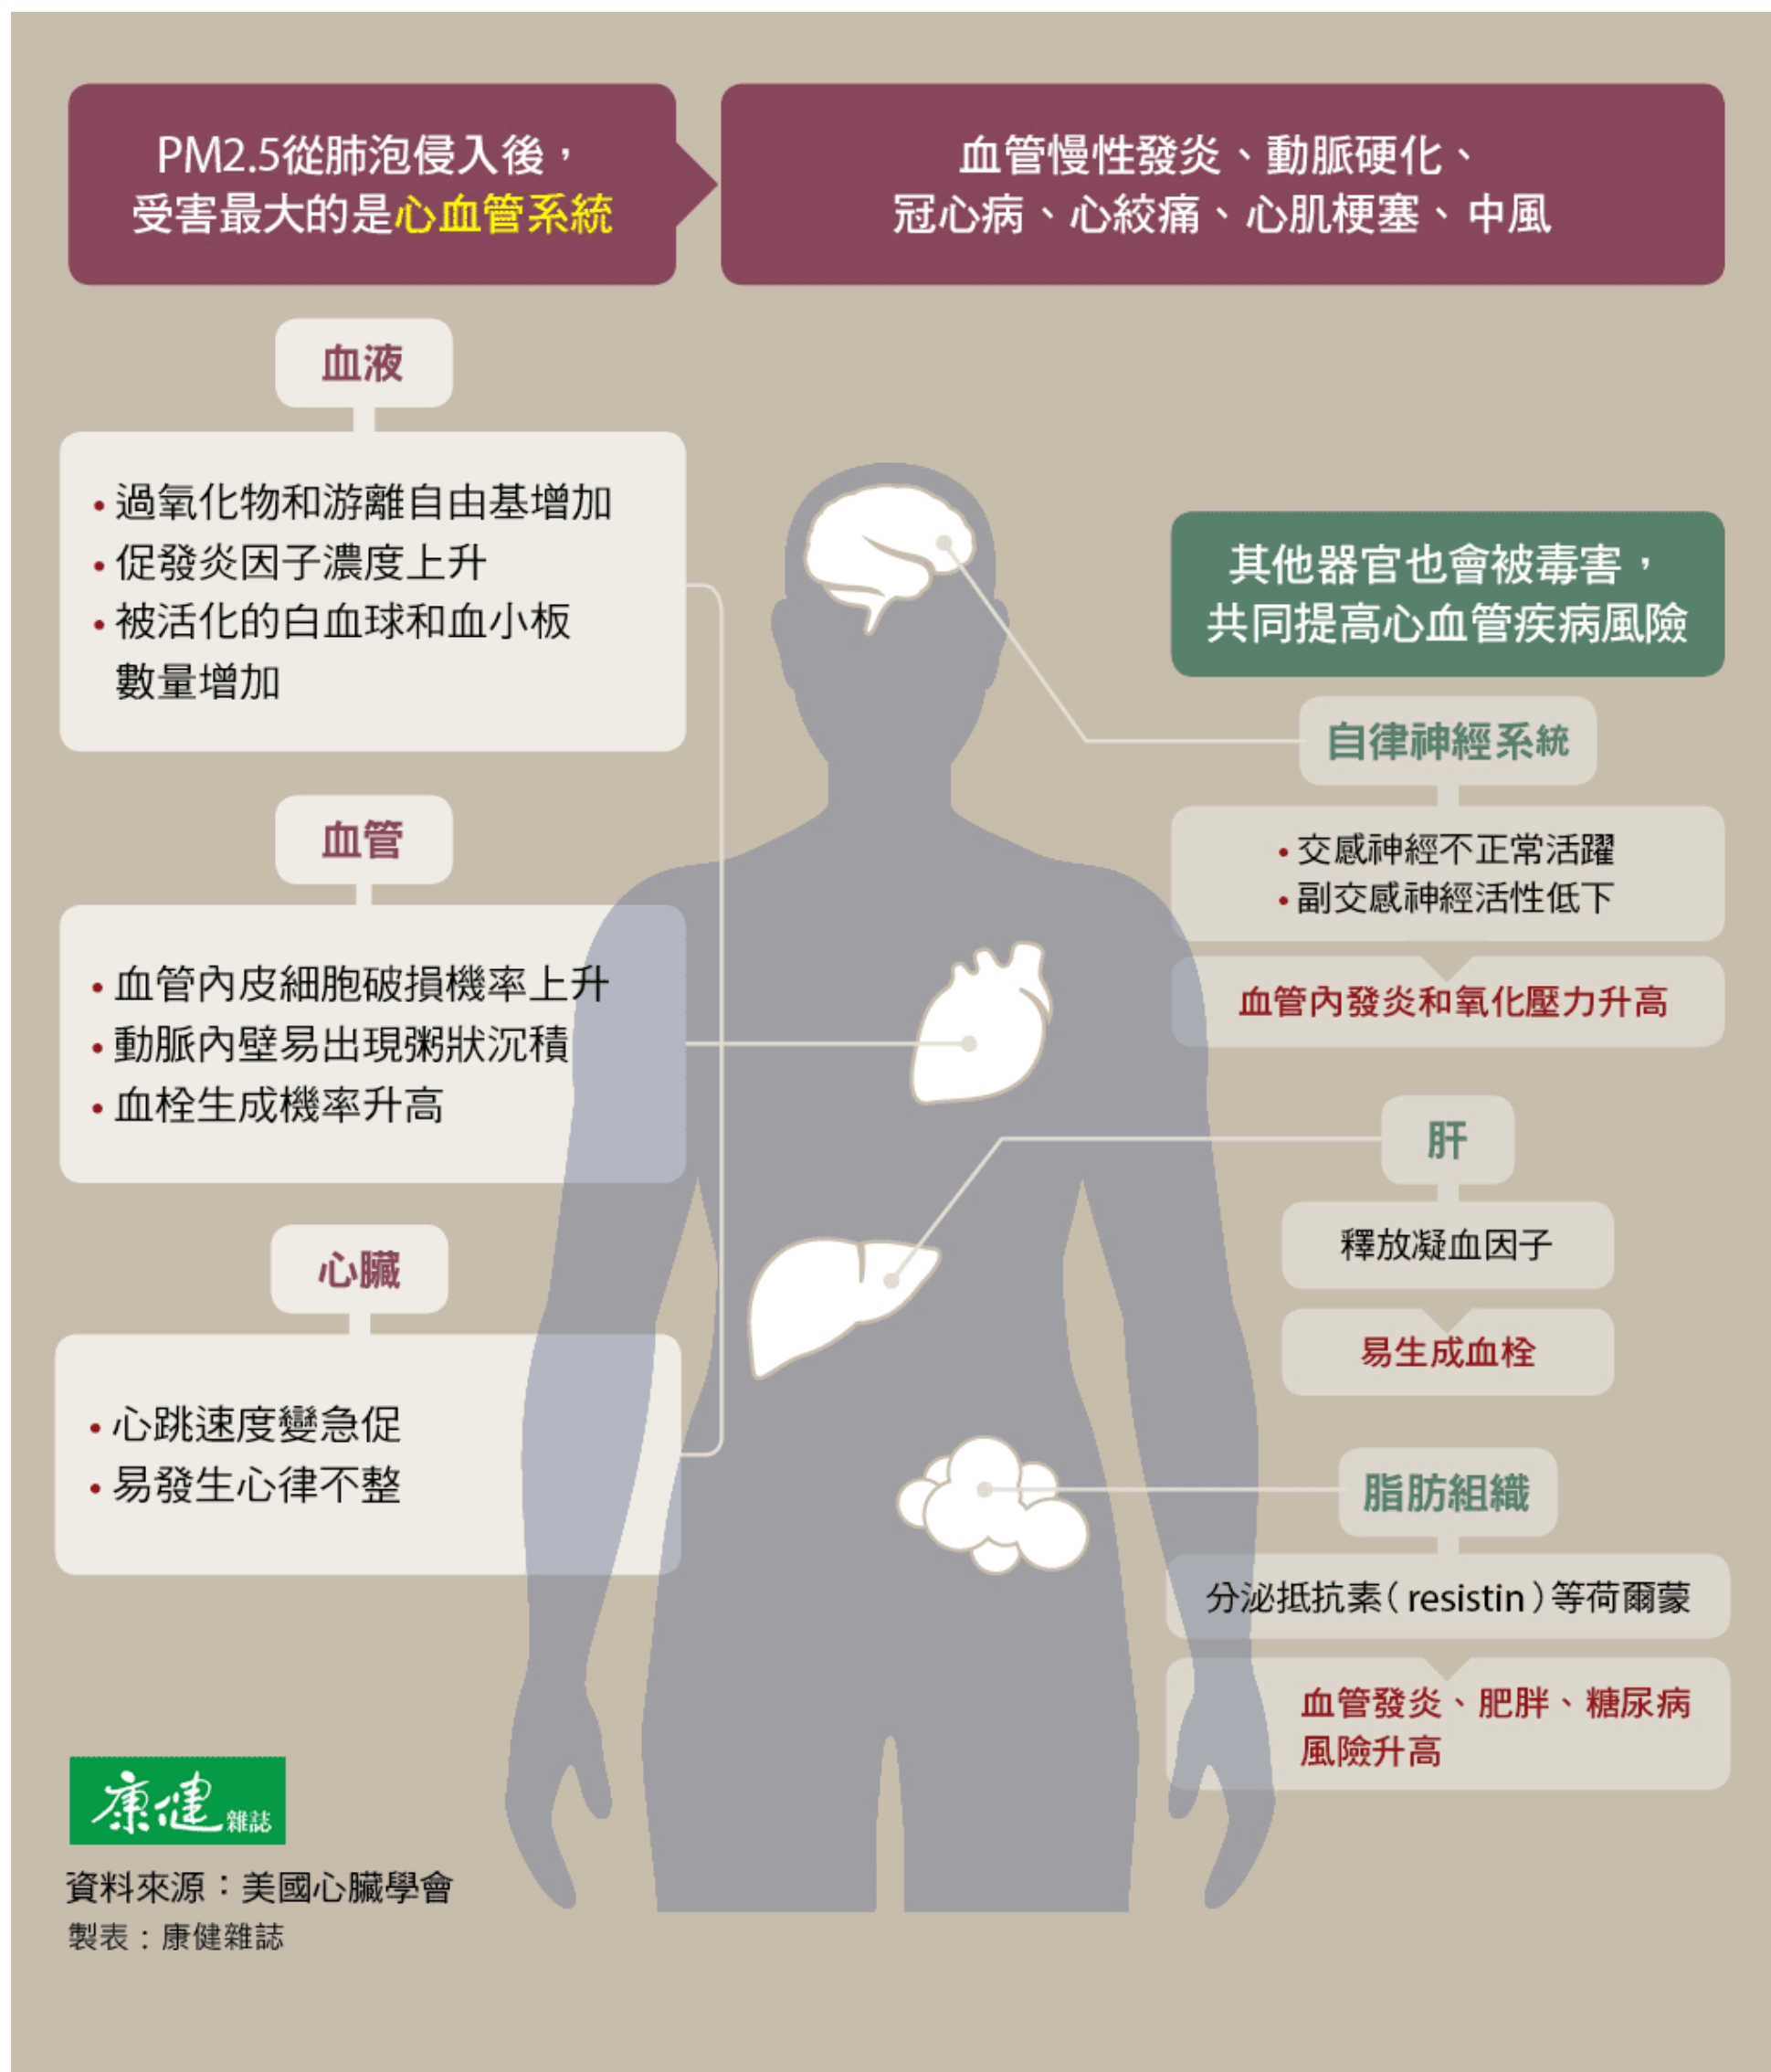 PM2.5從肺泡侵入後，
受害最大的是心血管系統
血管慢性發炎、動脈硬化、
冠心病、心絞痛、心肌梗塞、中風
血液
•過氧化物和游離自由基增加
•促發炎因子濃度上升
•被活化的白血球和血小板
數量增加
血管
•血管內皮細胞破損機率上升
•動脈內壁易出現粥狀沉積
•血栓生成機率升高
心臟
•心跳速度變急促
•易發生心律不整
其他器官也會被毒害，
共同提高心血管疾病風險
自律神經系統
•交感神經不正常活躍
•副交感神經活性低下
血管內發炎和氧化壓力升高
肝
釋放凝血因子
易生成血栓
脂肪組織
分泌抵抗素（resistin）等荷爾蒙
血管發炎、肥胖、糖尿病
風險升高
康健雜誌
資料來源：美國心臟學會
製表：康健雜誌